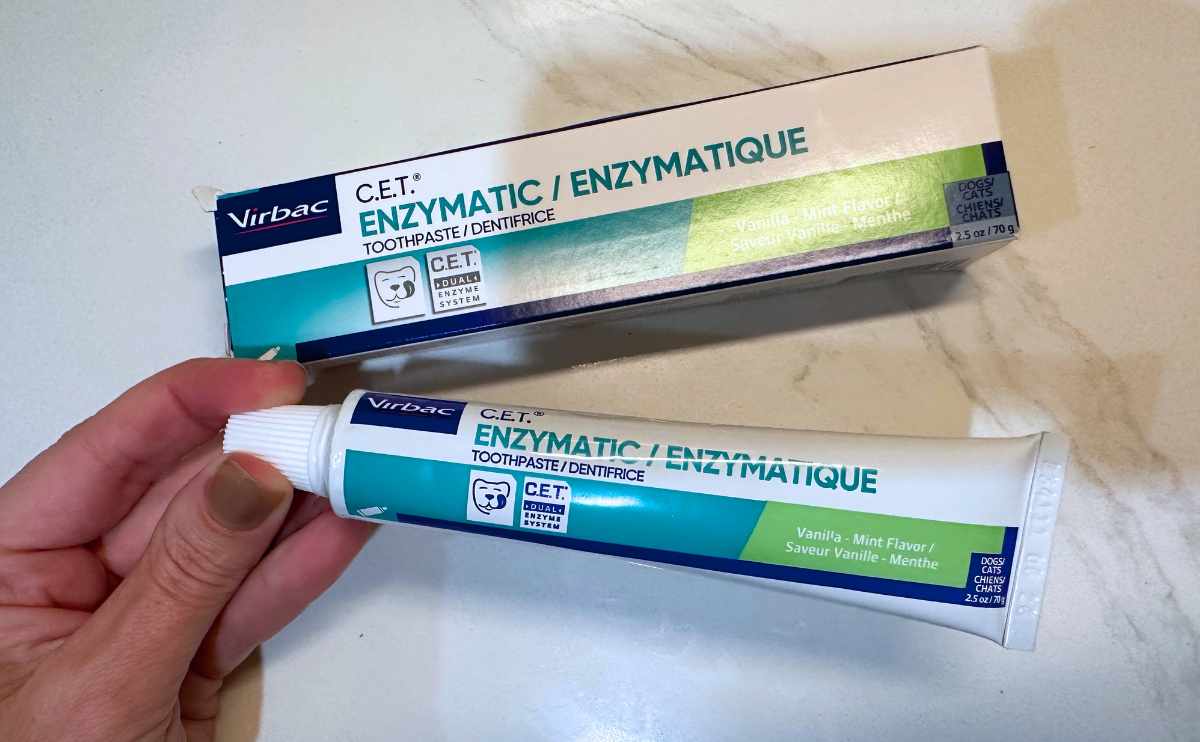 Virbac
C.E.T.®
ENZYMATIC / ENZYMATIQUE
TOOTHPASTE / DENTIFRICE
C.E.T.
DUAL
ENZYME
SYSTEM
Vanilla - Mint Flavor /
Saveur Vanille - Menthe
DOGS/
CATS
CHIENS/
CHATS
2.5 oz / 70 g
Virbac
C.E.T.®
ENZYMATIC / ENZYMATIQUE
TOOTHPASTE / DENTIFRICE
C.E.T.
DUAL
ENZYME
SYSTEM
Vanilla - Mint Flavor /
Saveur Vanille - Menthe
DOGS/
CATS
CHIENS/
CHATS
2.5 oz / 70 g